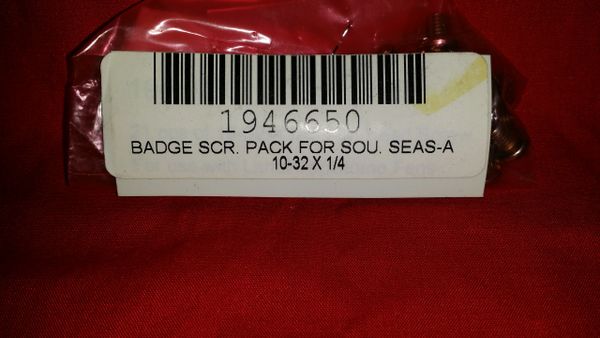 1946650
BADGE SCR. PACK FOR SOU. SEAS-A
10-32 X 1/4